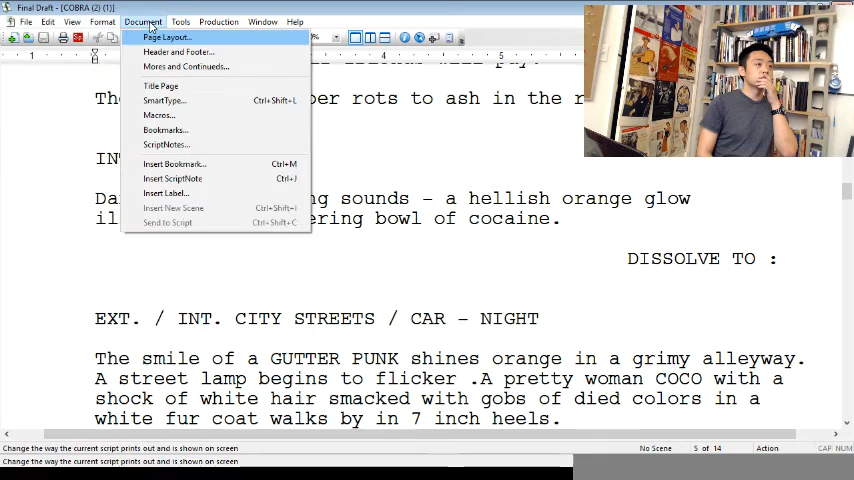 Final Draft - [COBRA (2) (1)]
File Edit View Format Document Tools Production Window Help
Page Layout...
Header and Footer...
Mores and Continueds...
Title Page
SmartType... Ctrl+Shift+L
Macros...
Bookmarks...
ScriptNotes...
Insert Bookmark... Ctrl+M
Insert ScriptNote Ctrl+J
Insert Label...
Insert New Scene Ctrl+Shift+I
Send to Script Ctrl+Shift+C
1 4 5
rots to ash in the
ng sounds – a hellish orange glow
ering bowl of cocaine.
DISSOLVE TO :
EXT. / INT. CITY STREETS / CAR – NIGHT
The smile of a GUTTER PUNK shines orange in a grimy alleyway.
A street lamp begins to flicker .A pretty woman COCO with a
shock of white hair smacked with gobs of died colors in a
white fur coat walks by in 7 inch heels.
Change the way the current script prints out and is shown on screen No Scene 5 of 14 Action CAP NUM
Change the way the current script prints out and is shown on screen